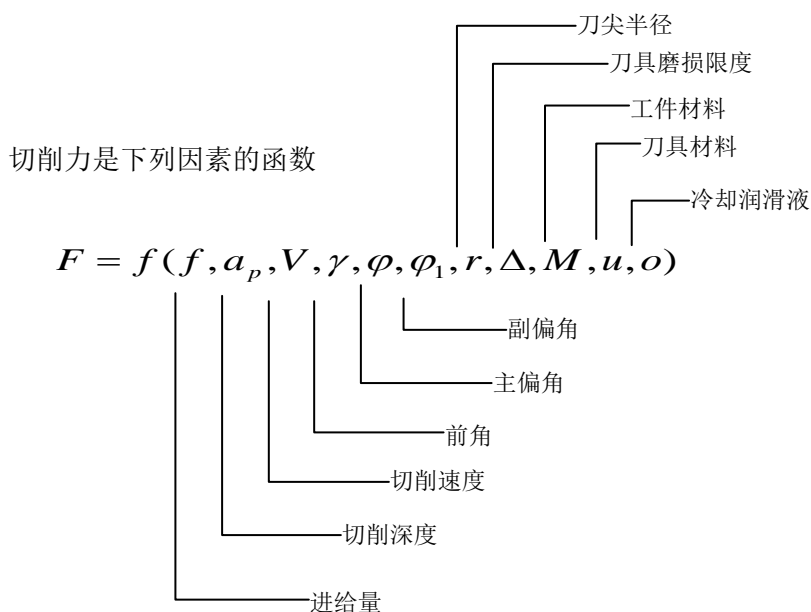 刀尖半径
刀具磨损限度
工件材料
切削力是下列因素的函数
刀具材料
冷却润滑液
F = f(f, a_p, V, γ, φ, φ₁, r, Δ, M, u, o)
副偏角
主偏角
前角
切削速度
切削深度
进给量